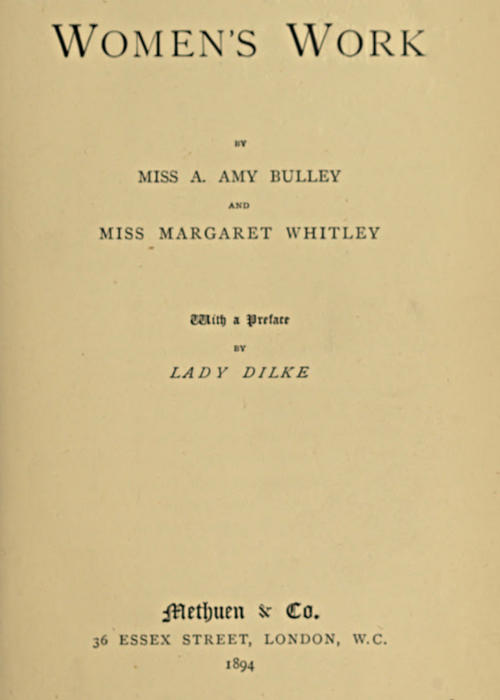 WOMEN'S WORK
BY
MISS A. AMY BULLEY
AND
MISS MARGARET WHITLEY
With a Preface
BY
LADY DILKE
Methuen & Co.
36 ESSEX STREET, LONDON, W.C.
1894